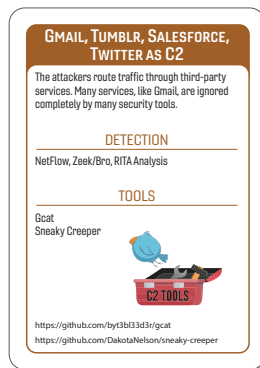 GMAIL, TUMBLR, SALESFORCE,
TWITTER AS C2
The attackers route traffic through third-party
services. Many services, like Gmail, are ignored
completely by many security tools.
DETECTION
NetFlow, Zeek/Bro, RITA Analysis
TOOLS
Gcat
Sneaky Creeper
C2 TOOLS
https://github.com/byt3bl33d3r/gcat
https://github.com/DakotaNelson/sneaky-creeper